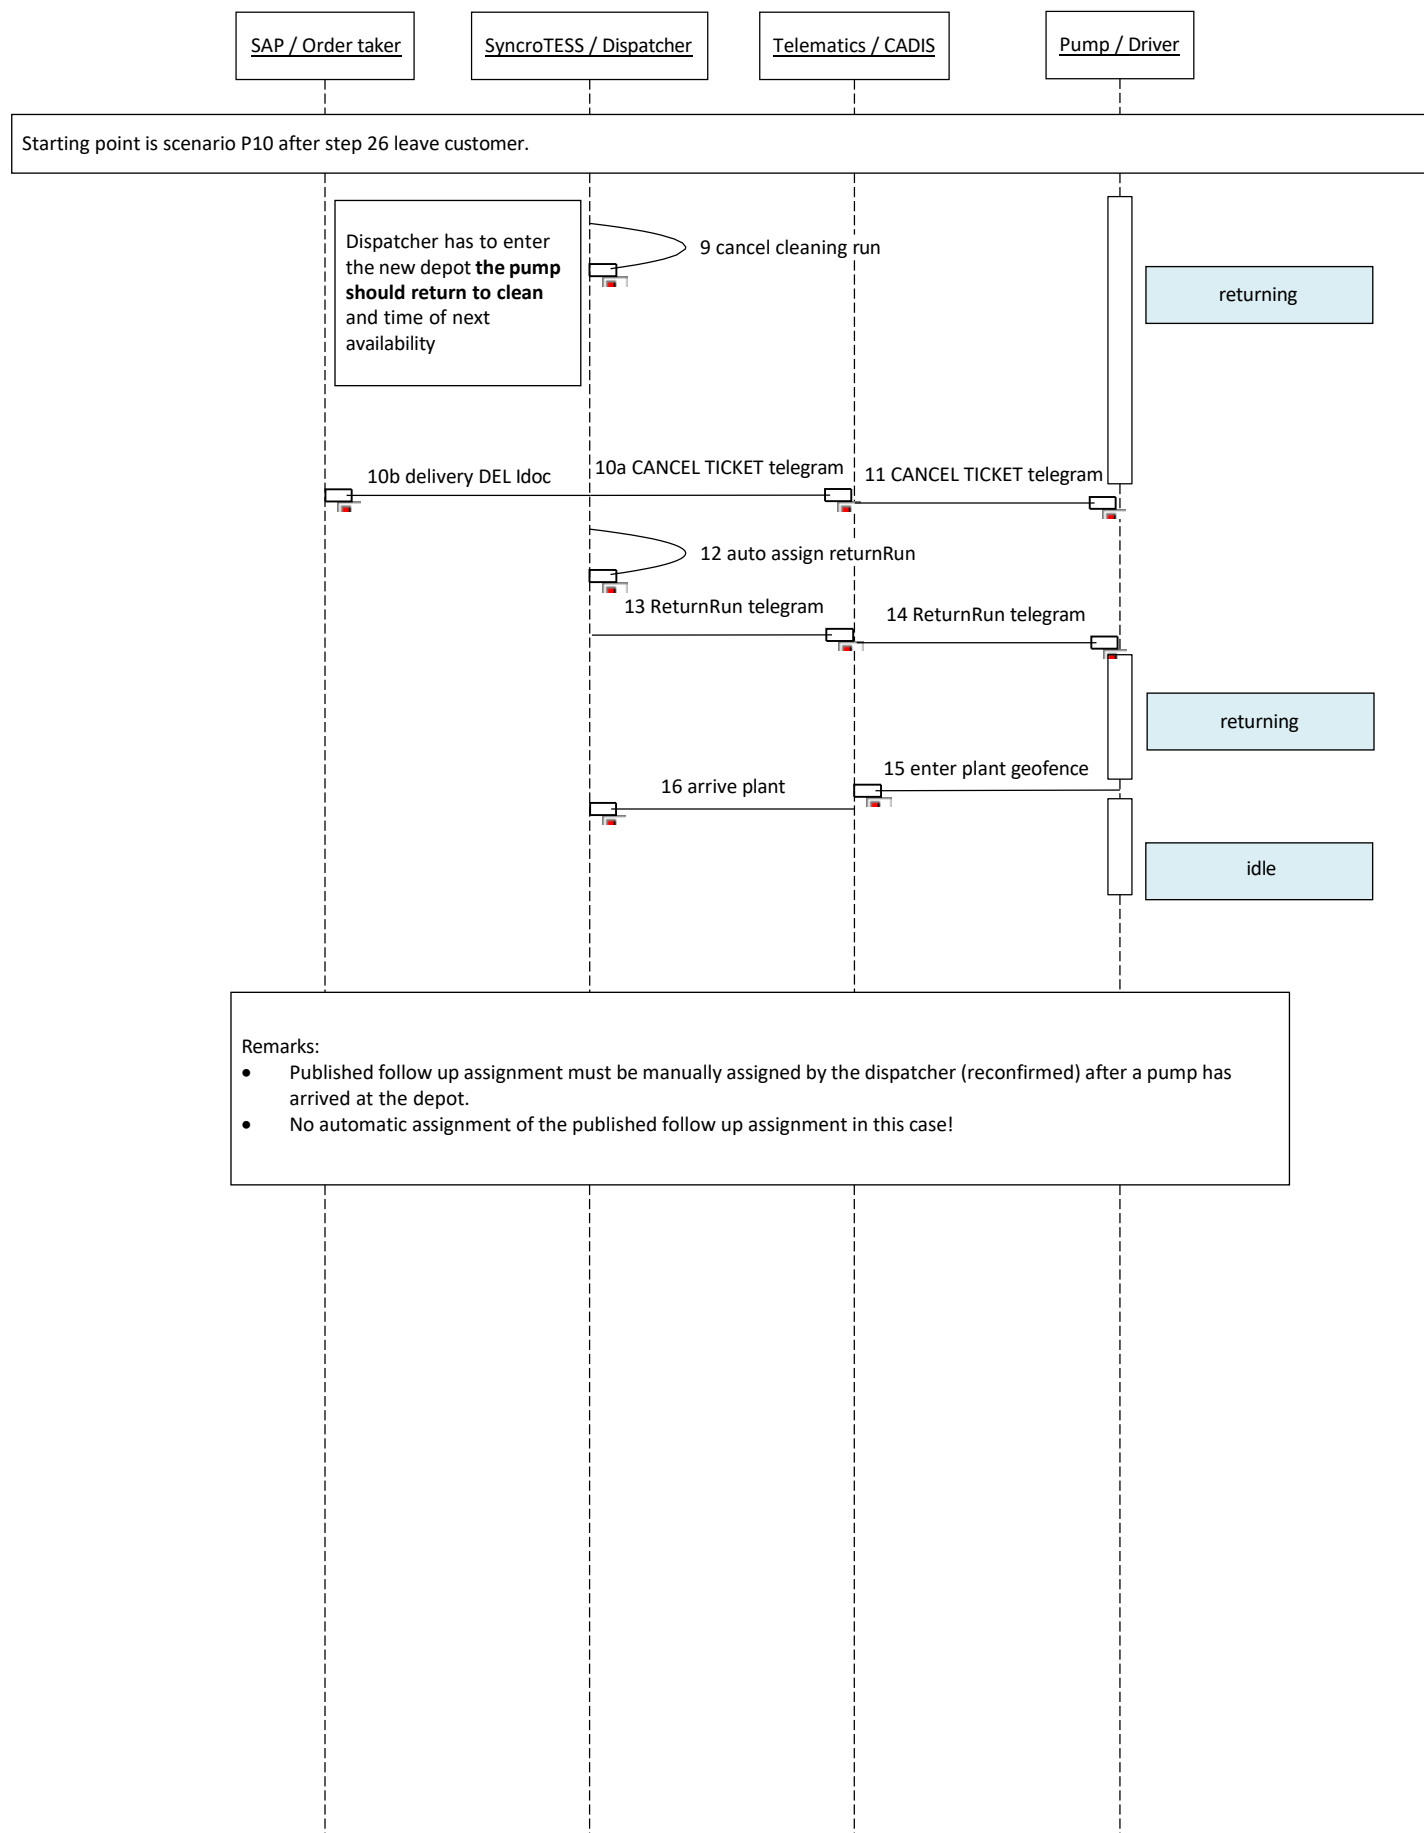 SAP / Order taker
SyncroTESS / Dispatcher
Telematics / CADIS
Pump / Driver
Starting point is scenario P10 after step 26 leave customer.
Dispatcher has to enter
the new depot the pump
should return to clean
and time of next
availability
9 cancel cleaning run
returning
10b delivery DEL Idoc
10a CANCEL TICKET telegram
11 CANCEL TICKET telegram
12 auto assign returnRun
13 ReturnRun telegram
14 ReturnRun telegram
returning
15 enter plant geofence
16 arrive plant
idle
Remarks:
• Published follow up assignment must be manually assigned by the dispatcher (reconfirmed) after a pump has
arrived at the depot.
• No automatic assignment of the published follow up assignment in this case!